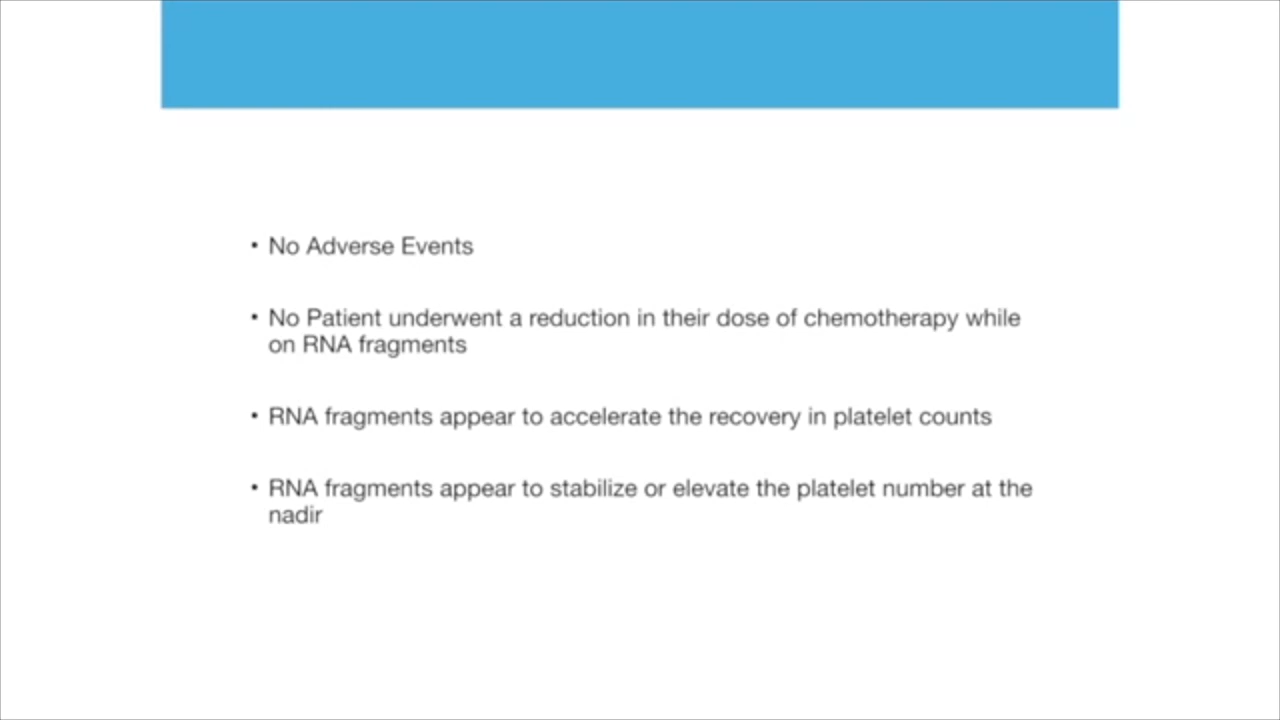 • No Adverse Events
• No Patient underwent a reduction in their dose of chemotherapy while
on RNA fragments
• RNA fragments appear to accelerate the recovery in platelet counts
• RNA fragments appear to stabilize or elevate the platelet number at the
nadir